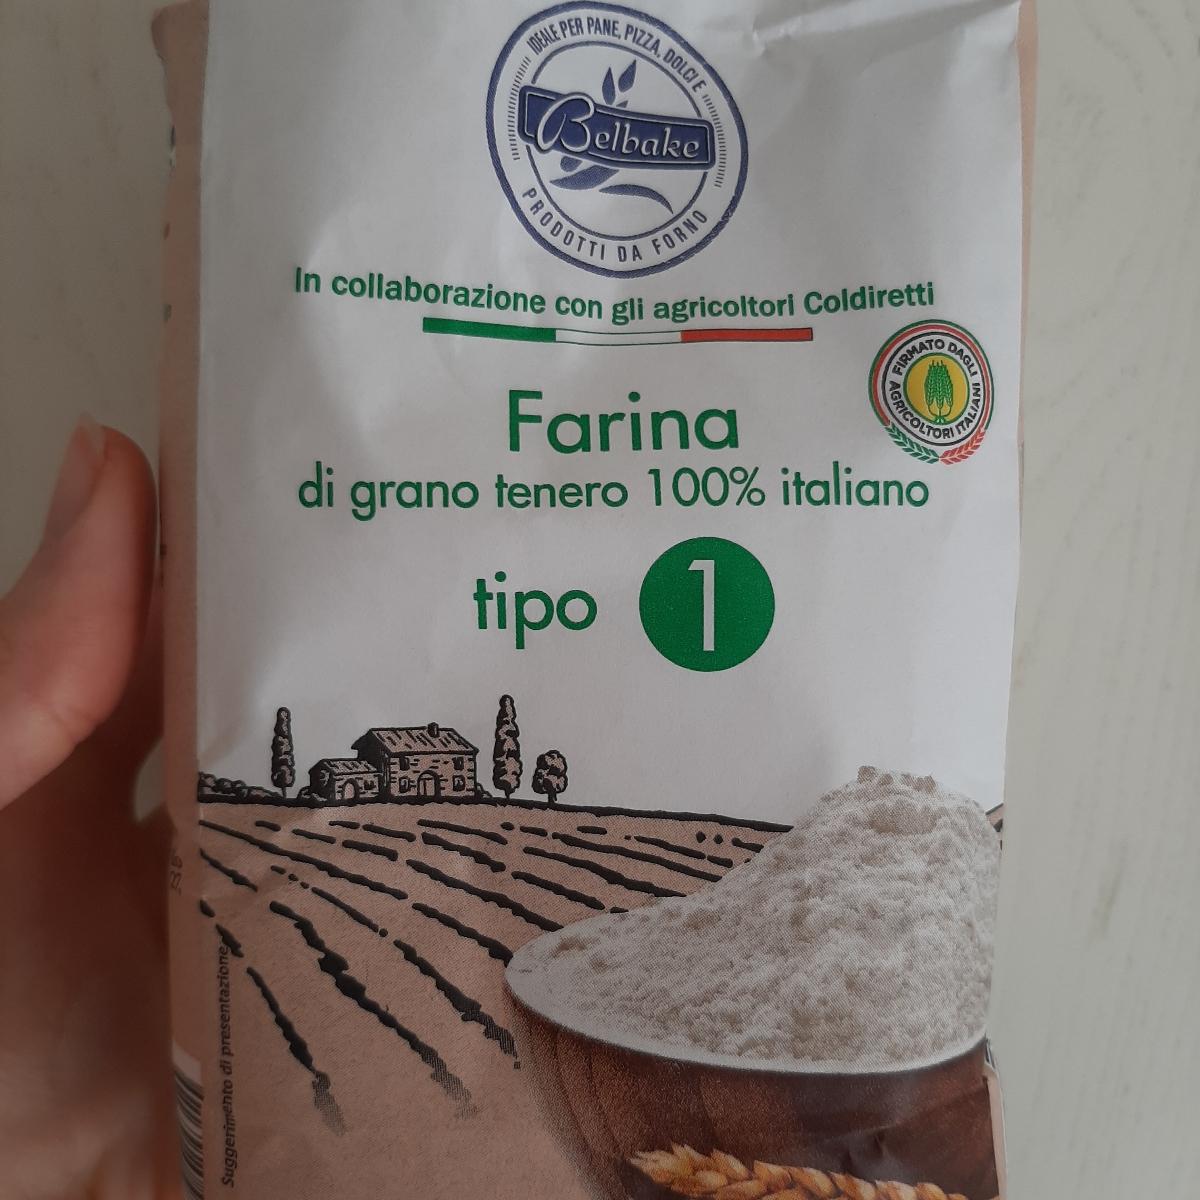 IDEALE PER PANE, PIZZA, DOLCI E
Belbake
PRODOTTI DA FORNO
In collaborazione con gli agricoltori Coldiretti
FIRMATO DAGLI
AGRICOLTORI ITALIANI
Farina
di grano tenero 100% italiano
tipo 1
Suggerimento di presentazione